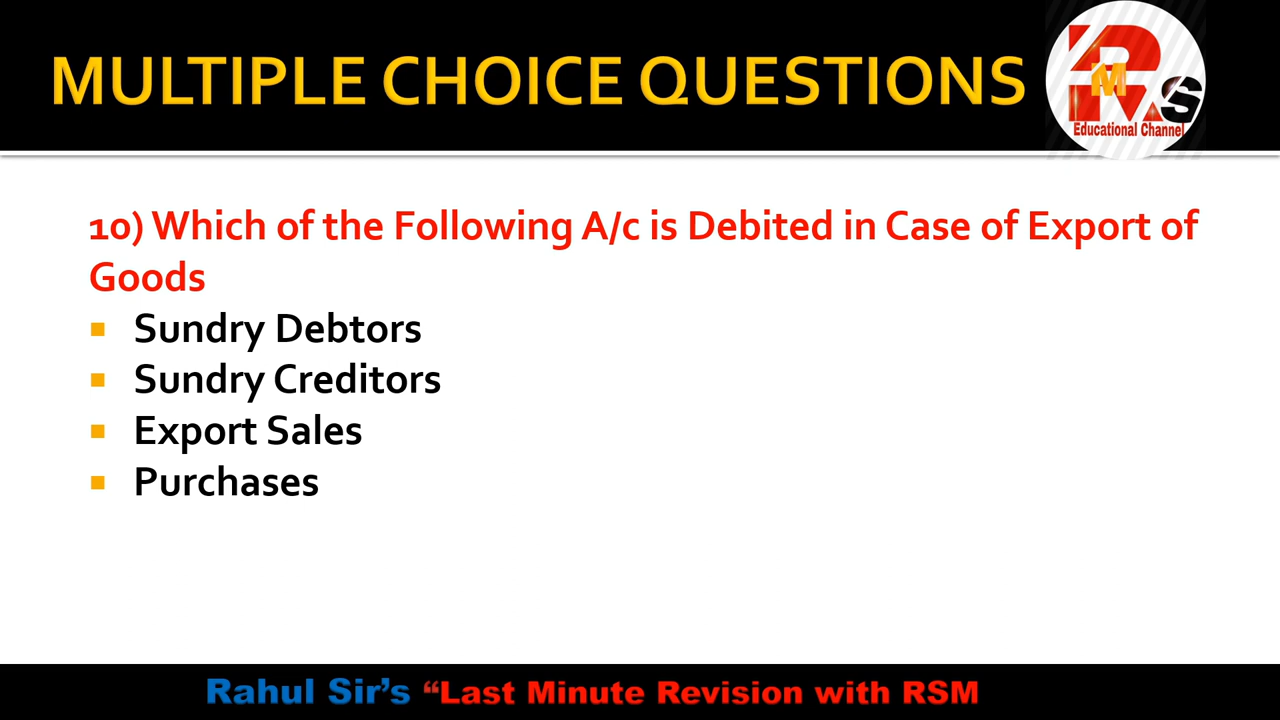 MULTIPLE CHOICE QUESTIONS
R M S
Educational Channel
10) Which of the Following A/c is Debited in Case of Export of
Goods
Sundry Debtors
Sundry Creditors
Export Sales
Purchases
Rahul Sir's “Last Minute Revision with RSM